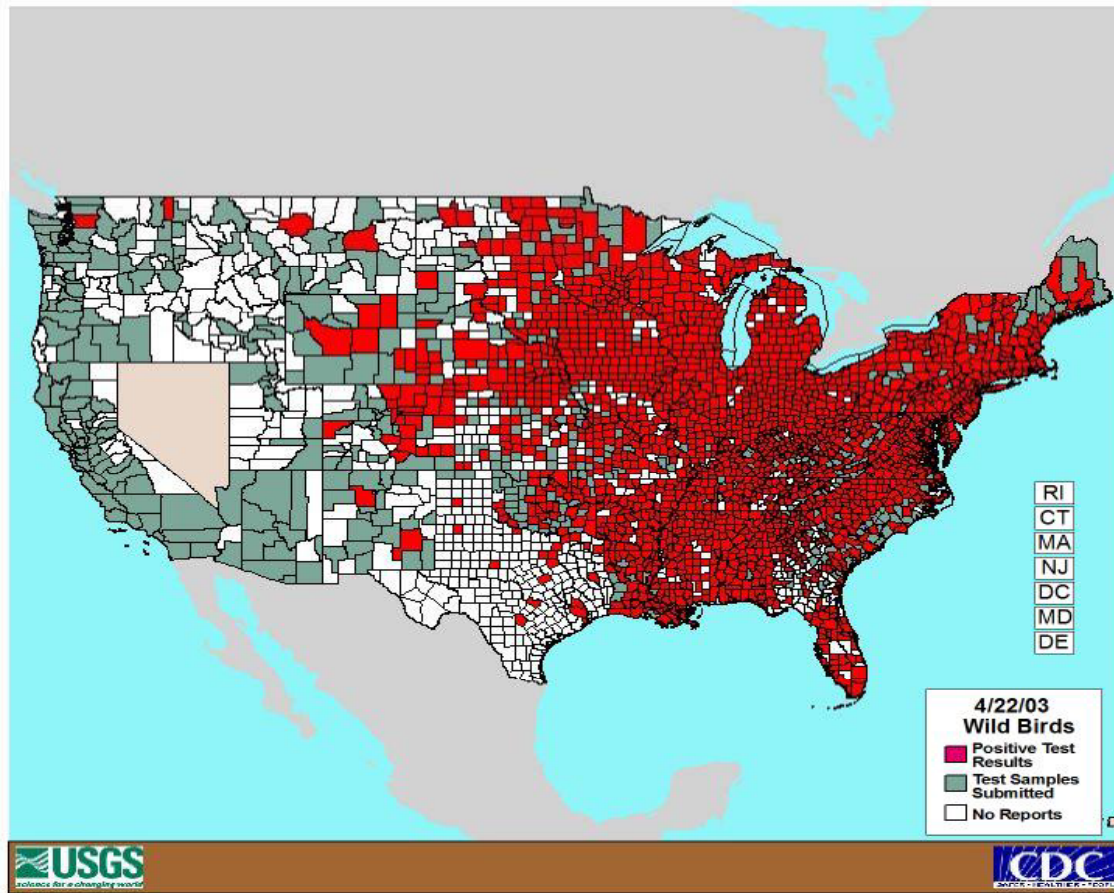 RI
CT
MA
NJ
DC
MD
DE
4/22/03
Wild Birds
Positive Test
Results
Test Samples
Submitted
No Reports
USGS
science for a changing world
CDC